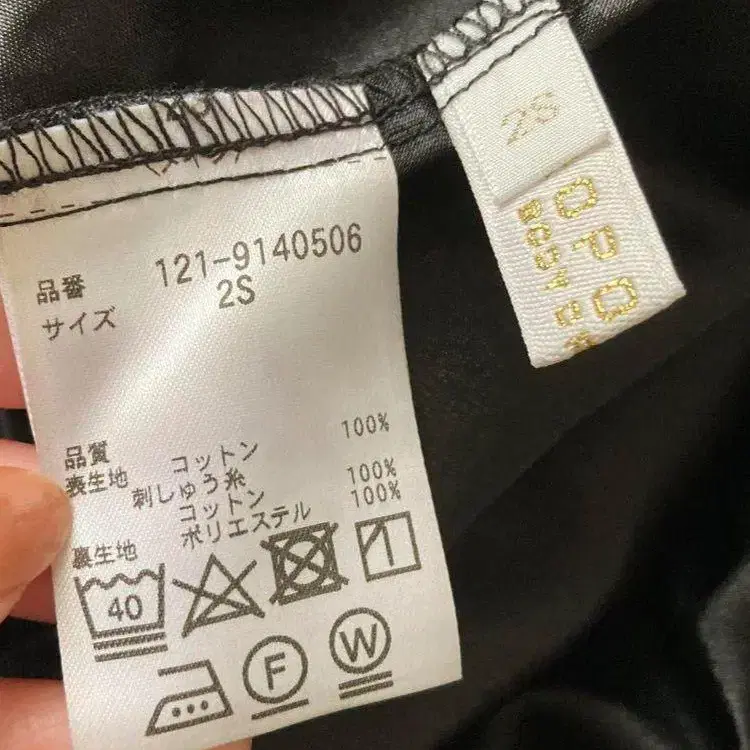 品番 121-9140506
サイズ 2S
品質
表生地 コットン 100%
刺しゅう糸
コットン 100%
裏生地 ポリエステル 100%
40
F
W
2S
OPO